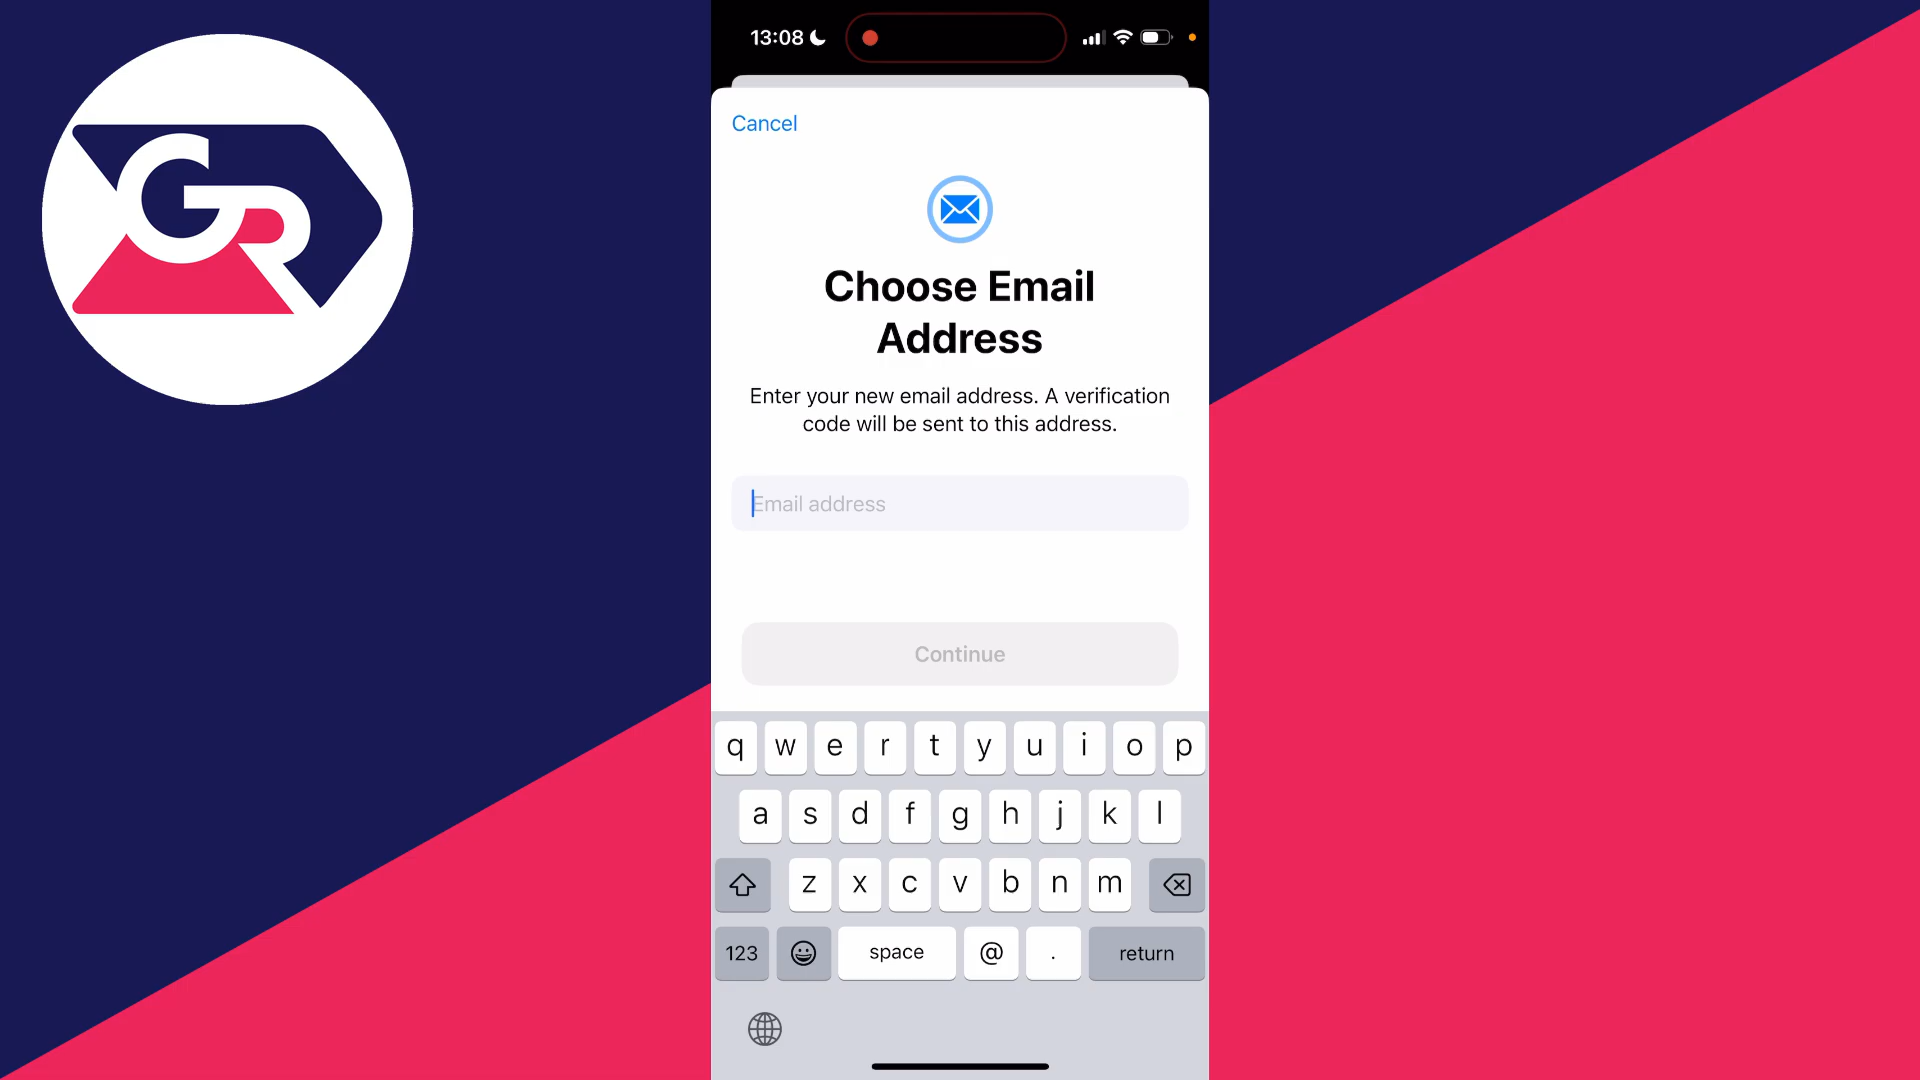 GR
13:08
Cancel
Choose Email
Address
Enter your new email address. A verification
code will be sent to this address.
Email address
Continue
q w e r t y u i o p
a s d f g h j k l
z x c v b n m
123 space @ . return